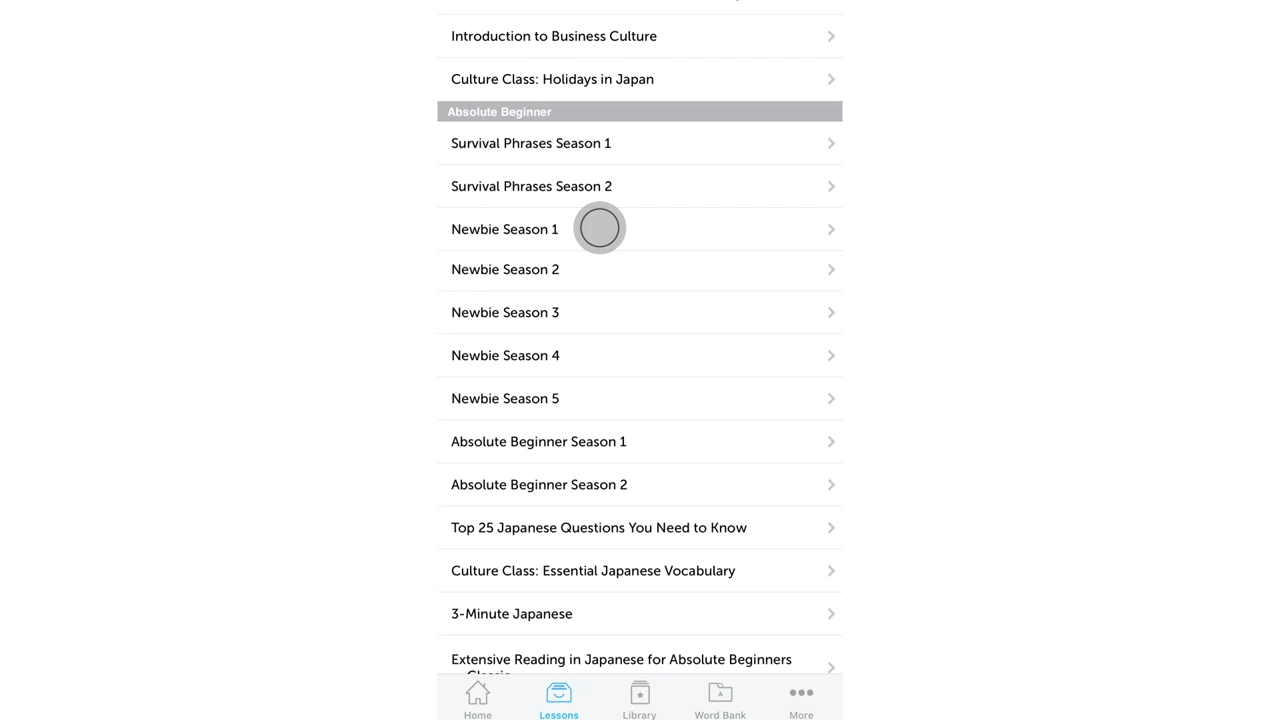 Introduction to Business Culture
Culture Class: Holidays in Japan
Absolute Beginner
Survival Phrases Season 1
Survival Phrases Season 2
Newbie Season 1
Newbie Season 2
Newbie Season 3
Newbie Season 4
Newbie Season 5
Absolute Beginner Season 1
Absolute Beginner Season 2
Top 25 Japanese Questions You Need to Know
Culture Class: Essential Japanese Vocabulary
3-Minute Japanese
Extensive Reading in Japanese for Absolute Beginners
Home
Lessons
Library
A
Word Bank
More